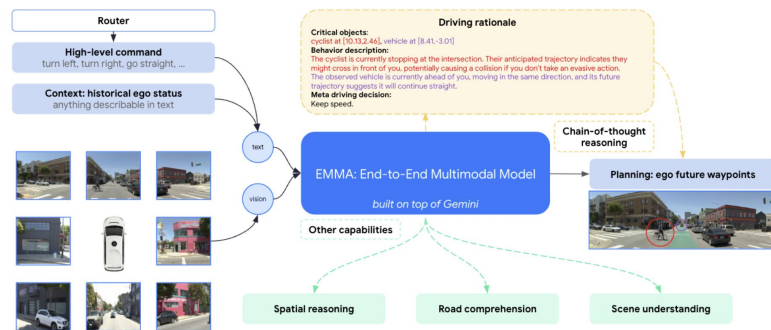 Router
High-level command
turn left, turn right, go straight, ...
Context: historical ego status
anything describable in text
text
vision
Driving rationale
Critical objects:
cyclist at [10.13,2.46], vehicle at [8.41,-3.01]
Behavior description:
The cyclist is currently stopping at the intersection. Their anticipated trajectory indicates they
might cross in front of you, potentially causing a collision if you don't take an evasive action.
The observed vehicle is currently ahead of you, moving in the same direction, and its future
trajectory suggests it will continue straight.
Meta driving decision:
Keep speed.
Chain-of-thought
reasoning
EMMA: End-to-End Multimodal Model
built on top of Gemini
Planning: ego future waypoints
Other capabilities
Spatial reasoning
Road comprehension
Scene understanding